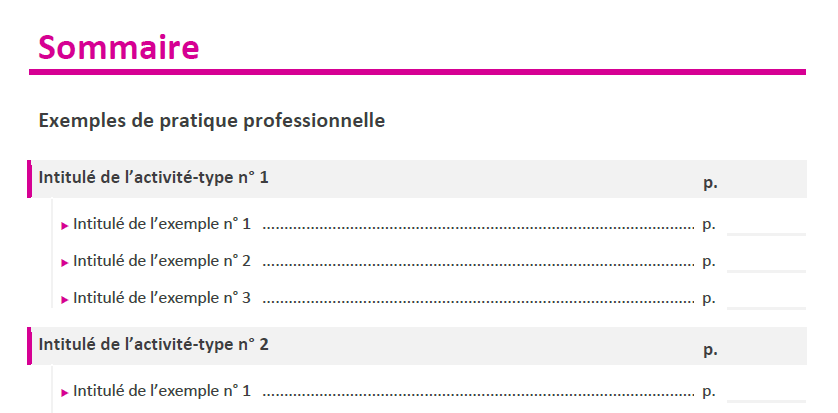 Sommaire
Exemples de pratique professionnelle
Intitulé de l’activité-type n° 1 p.
Intitulé de l’exemple n° 1 ........................................................................................................ p.
Intitulé de l’exemple n° 2 ........................................................................................................ p.
Intitulé de l’exemple n° 3 ........................................................................................................ p.
Intitulé de l’activité-type n° 2 p.
Intitulé de l’exemple n° 1 ........................................................................................................ p.